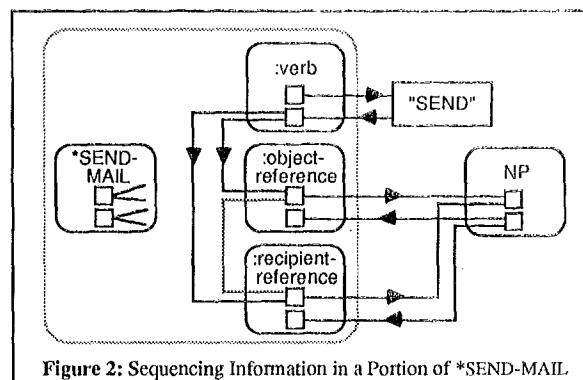 :verb
"SEND"
*SEND-
MAIL
:object-
reference
NP
:recipient-
reference
Figure 2: Sequencing Information in a Portion of *SEND-MAIL